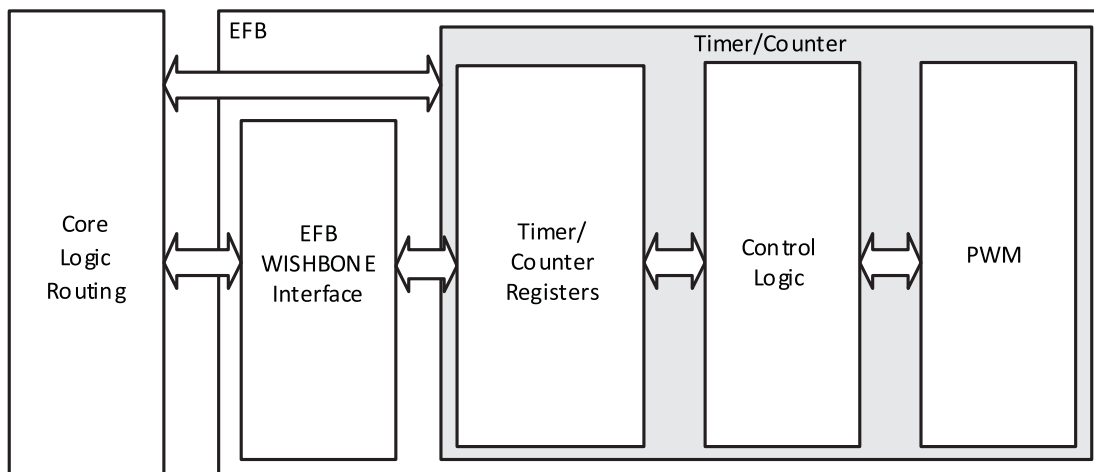 EFB
Timer/Counter
Core
Logic
Routing
EFB
WISHBONE
Interface
Timer/
Counter
Registers
Control
Logic
PWM